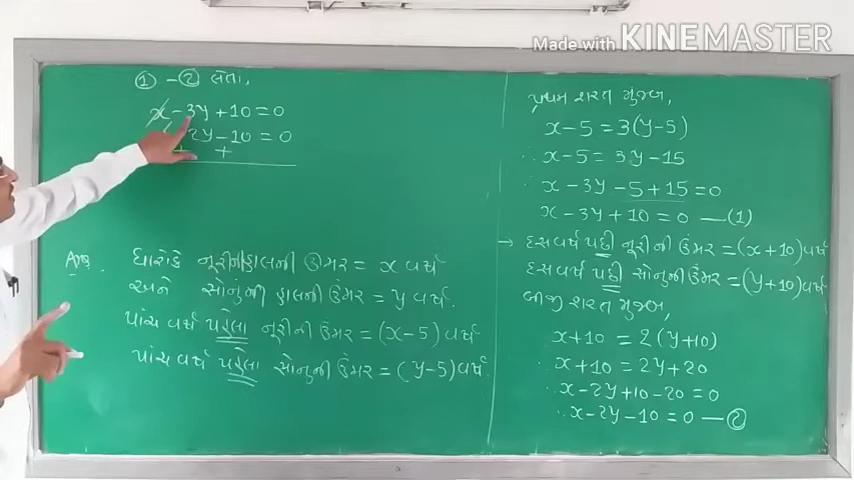 Made with KINEMASTER
① - ② લેતા,
x - 3y + 10 = 0
2y - 10 = 0
+ +
Ans. ધારોકે નૂરીની હાલની ઉંમર = x વર્ષ
અને સોનુની હાલની ઉંમર = y વર્ષ.
પાંચ વર્ષ પહેલા નૂરીની ઉંમર = (x-5) વર્ષ
પાંચ વર્ષ પહેલા સોનુની ઉંમર = (y-5) વર્ષ.
પ્રથમ શરત મુજબ,
x - 5 = 3(y-5)
∴ x - 5 = 3y - 15
∴ x - 3y - 5 + 15 = 0
x - 3y + 10 = 0 —(1)
→ દસ વર્ષ પછી નૂરીની ઉંમર = (x+10) વર્ષ
દસ વર્ષ પછી સોનુની ઉંમર = (y+10) વર્ષ
બીજી શરત મુજબ,
x+10 = 2(y+10)
∴ x+10 = 2y+20
∴ x-2y+10-20 = 0
∴ x-2y-10 = 0 —②